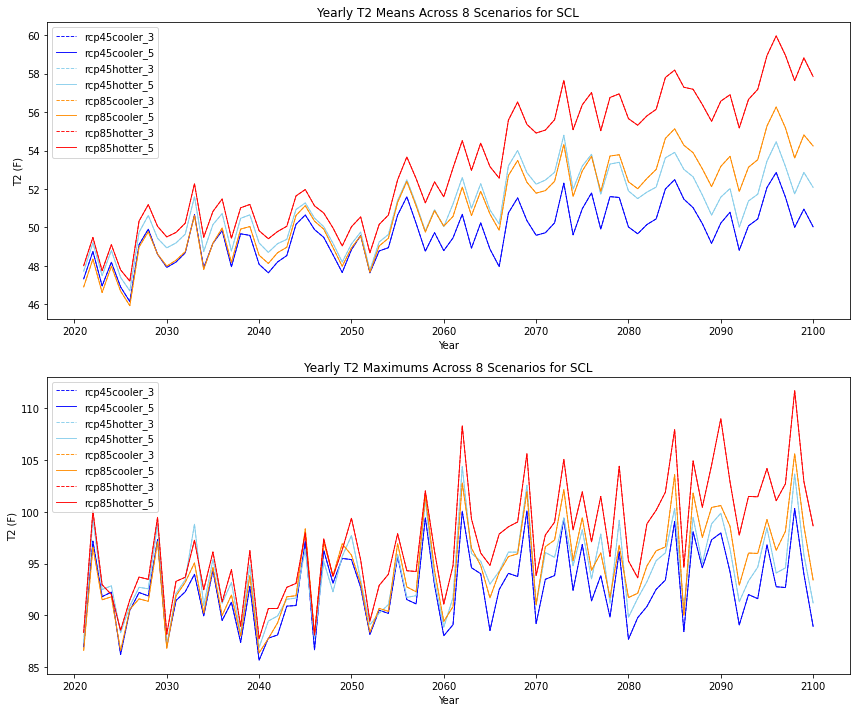 Yearly T2 Means Across 8 Scenarios for SCL
rcp45cooler_3
rcp45cooler_5
rcp45hotter_3
rcp45hotter_5
rcp85cooler_3
rcp85cooler_5
rcp85hotter_3
rcp85hotter_5
T2 (F)
60
58
56
54
52
50
48
46
2020
2030
2040
2050
2060
2070
2080
2090
2100
Year
Yearly T2 Maximums Across 8 Scenarios for SCL
rcp45cooler_3
rcp45cooler_5
rcp45hotter_3
rcp45hotter_5
rcp85cooler_3
rcp85cooler_5
rcp85hotter_3
rcp85hotter_5
T2 (F)
110
105
100
95
90
85
2020
2030
2040
2050
2060
2070
2080
2090
2100
Year